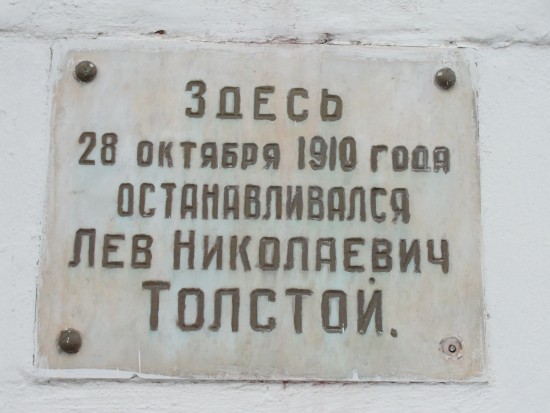 Здесь
28 октября 1910 года
останавливался
Лев Николаевич
Толстой.